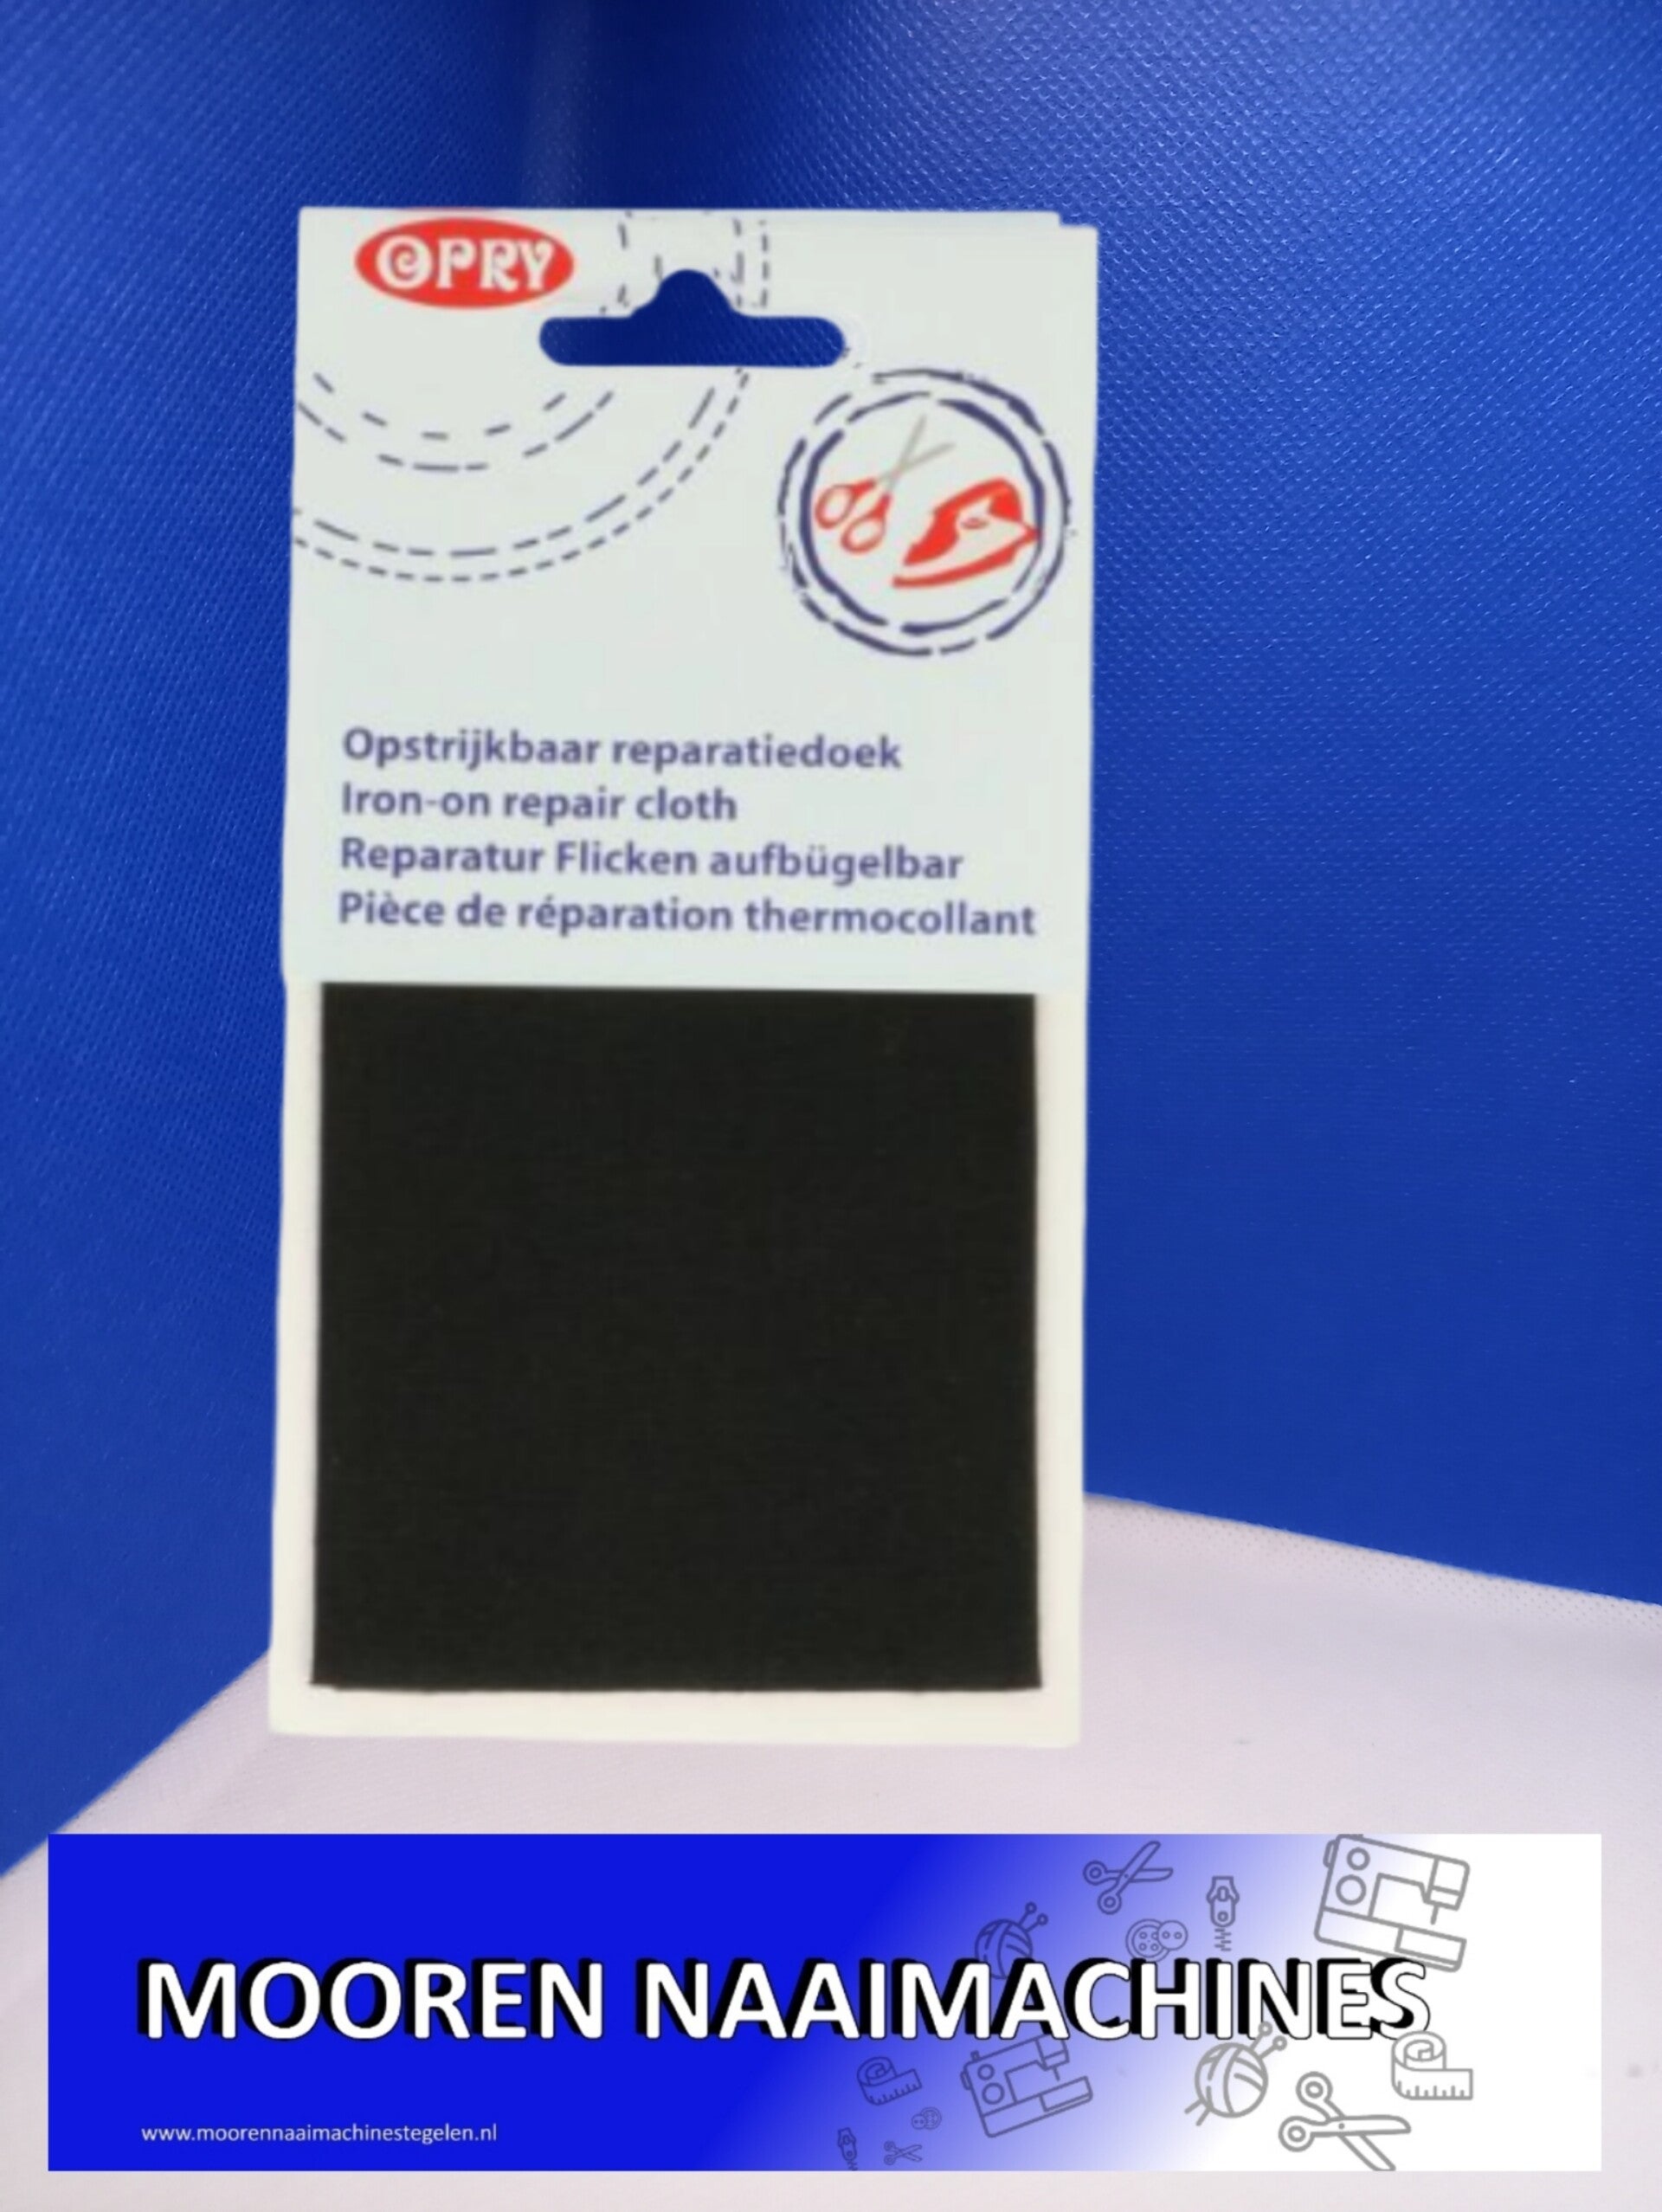 OPRY
Opstrijkbaar reparatiedoek
Iron-on repair cloth
Reparatur Flicken aufbügelbar
Pièce de réparation thermocollant
MOOREN NAAIMACHINES
www.moorennaaimachinestegelen.nl